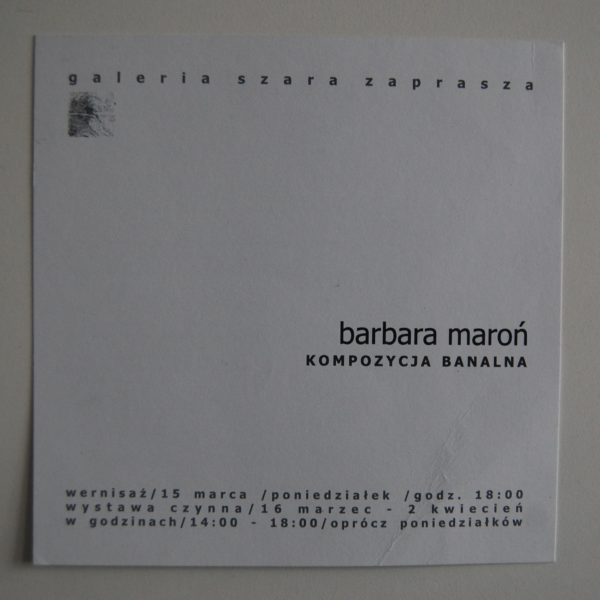 galeria szara zaprasza
barbara maroń
KOMPOZYCJA BANALNA
wernisaż/15 marca /poniedziałek /godz. 18:00
wystawa czynna/16 marzec - 2 kwiecień
w godzinach/14:00 - 18:00/oprócz poniedziałków